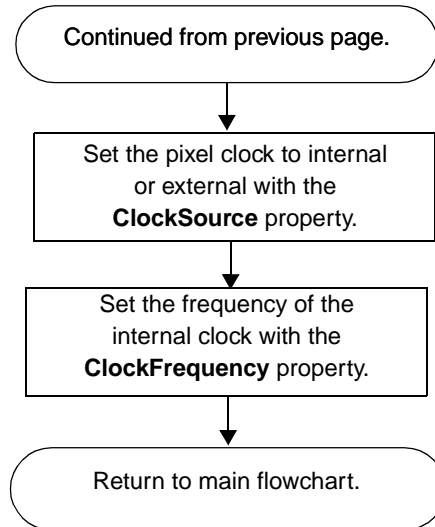 Continued from previous page.
Set the pixel clock to internal
or external with the
ClockSource property.
Set the frequency of the
internal clock with the
ClockFrequency property.
Return to main flowchart.